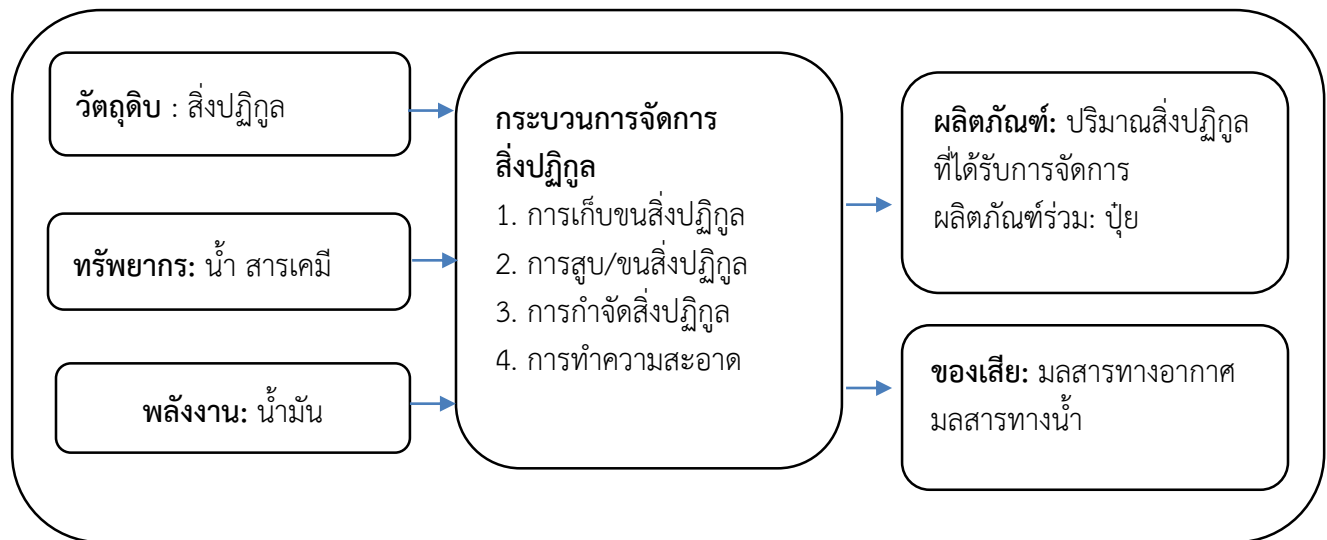 วัตถุดิบ : สิ่งปฏิกูล
ทรัพยากร: น้ำ สารเคมี
พลังงาน: น้ำมัน
กระบวนการจัดการ
สิ่งปฏิกูล
1. การเก็บขนสิ่งปฏิกูล
2. การสูบ/ขนสิ่งปฏิกูล
3. การกำจัดสิ่งปฏิกูล
4. การทำความสะอาด
ผลิตภัณฑ์: ปริมาณสิ่งปฏิกูล
ที่ได้รับการจัดการ
ผลิตภัณฑ์ร่วม: ปุ๋ย
ของเสีย: มลสารทางอากาศ
มลสารทางน้ำ